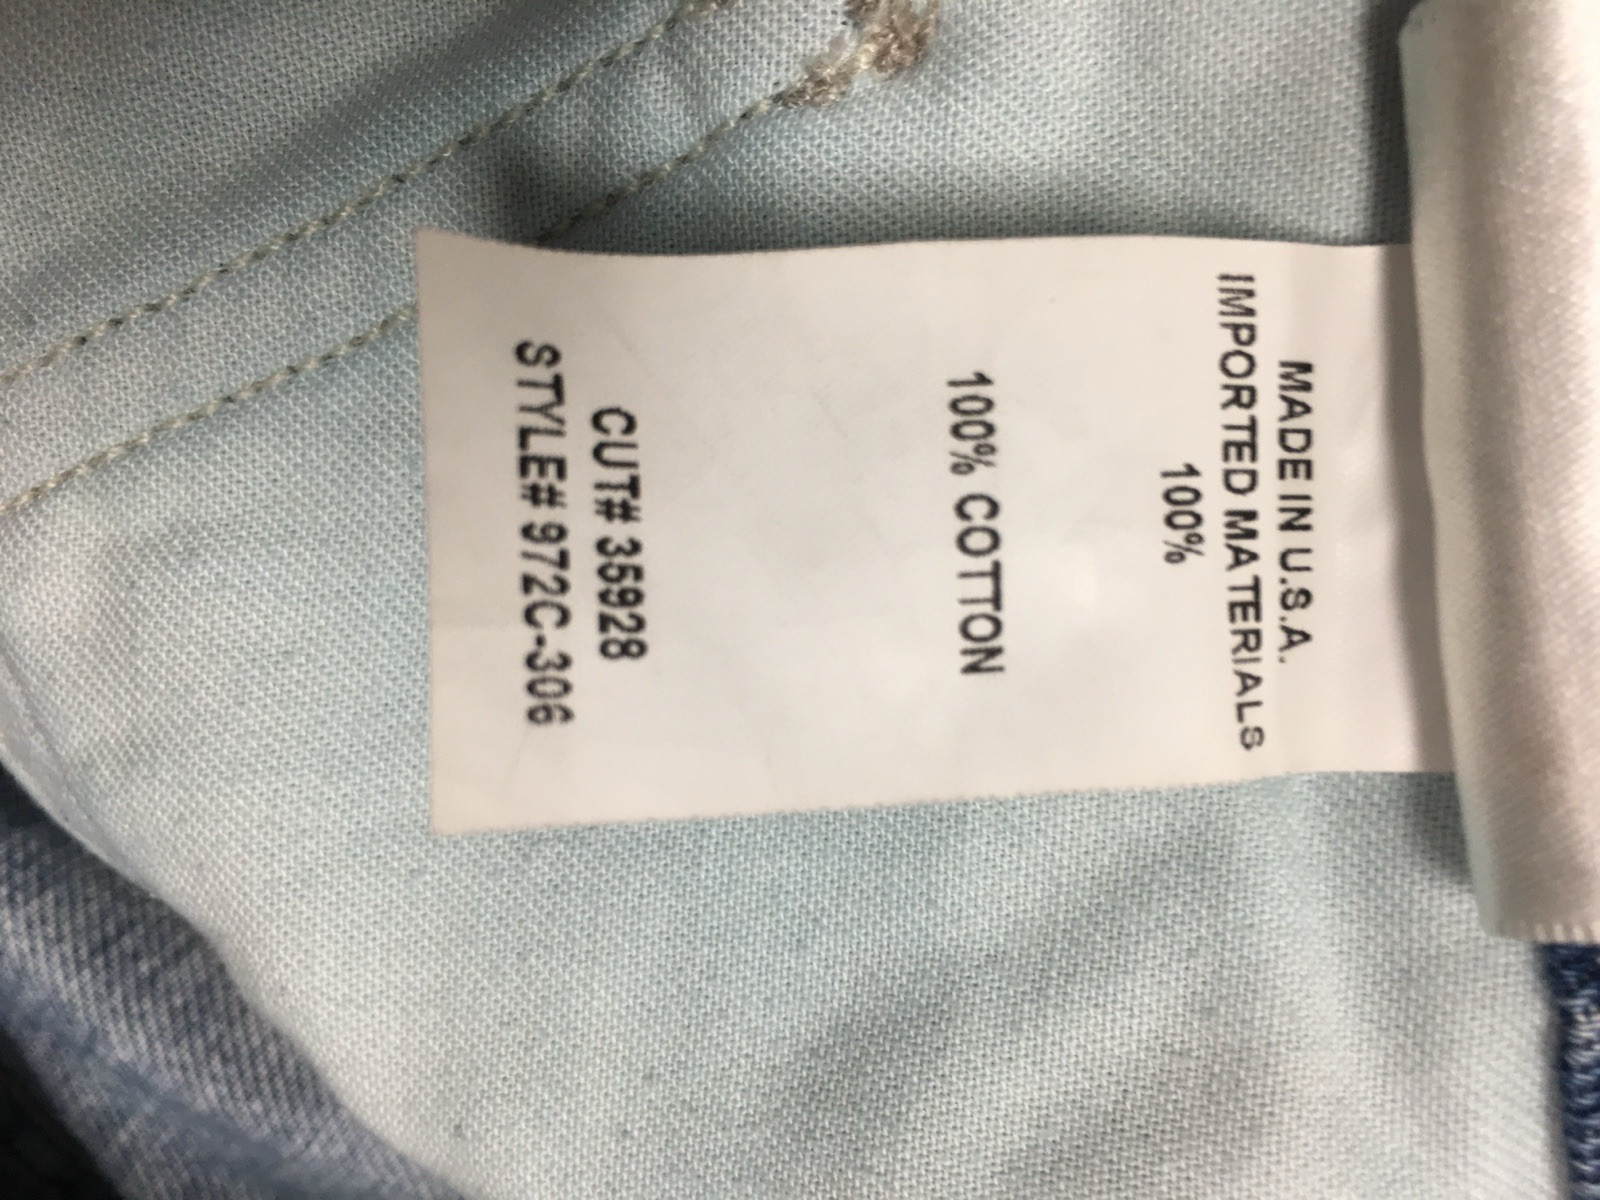 MADE IN U.S.A.
IMPORTED MATERIALS
100%
100% COTTON
CUT# 35928
STYLE# 972C-306